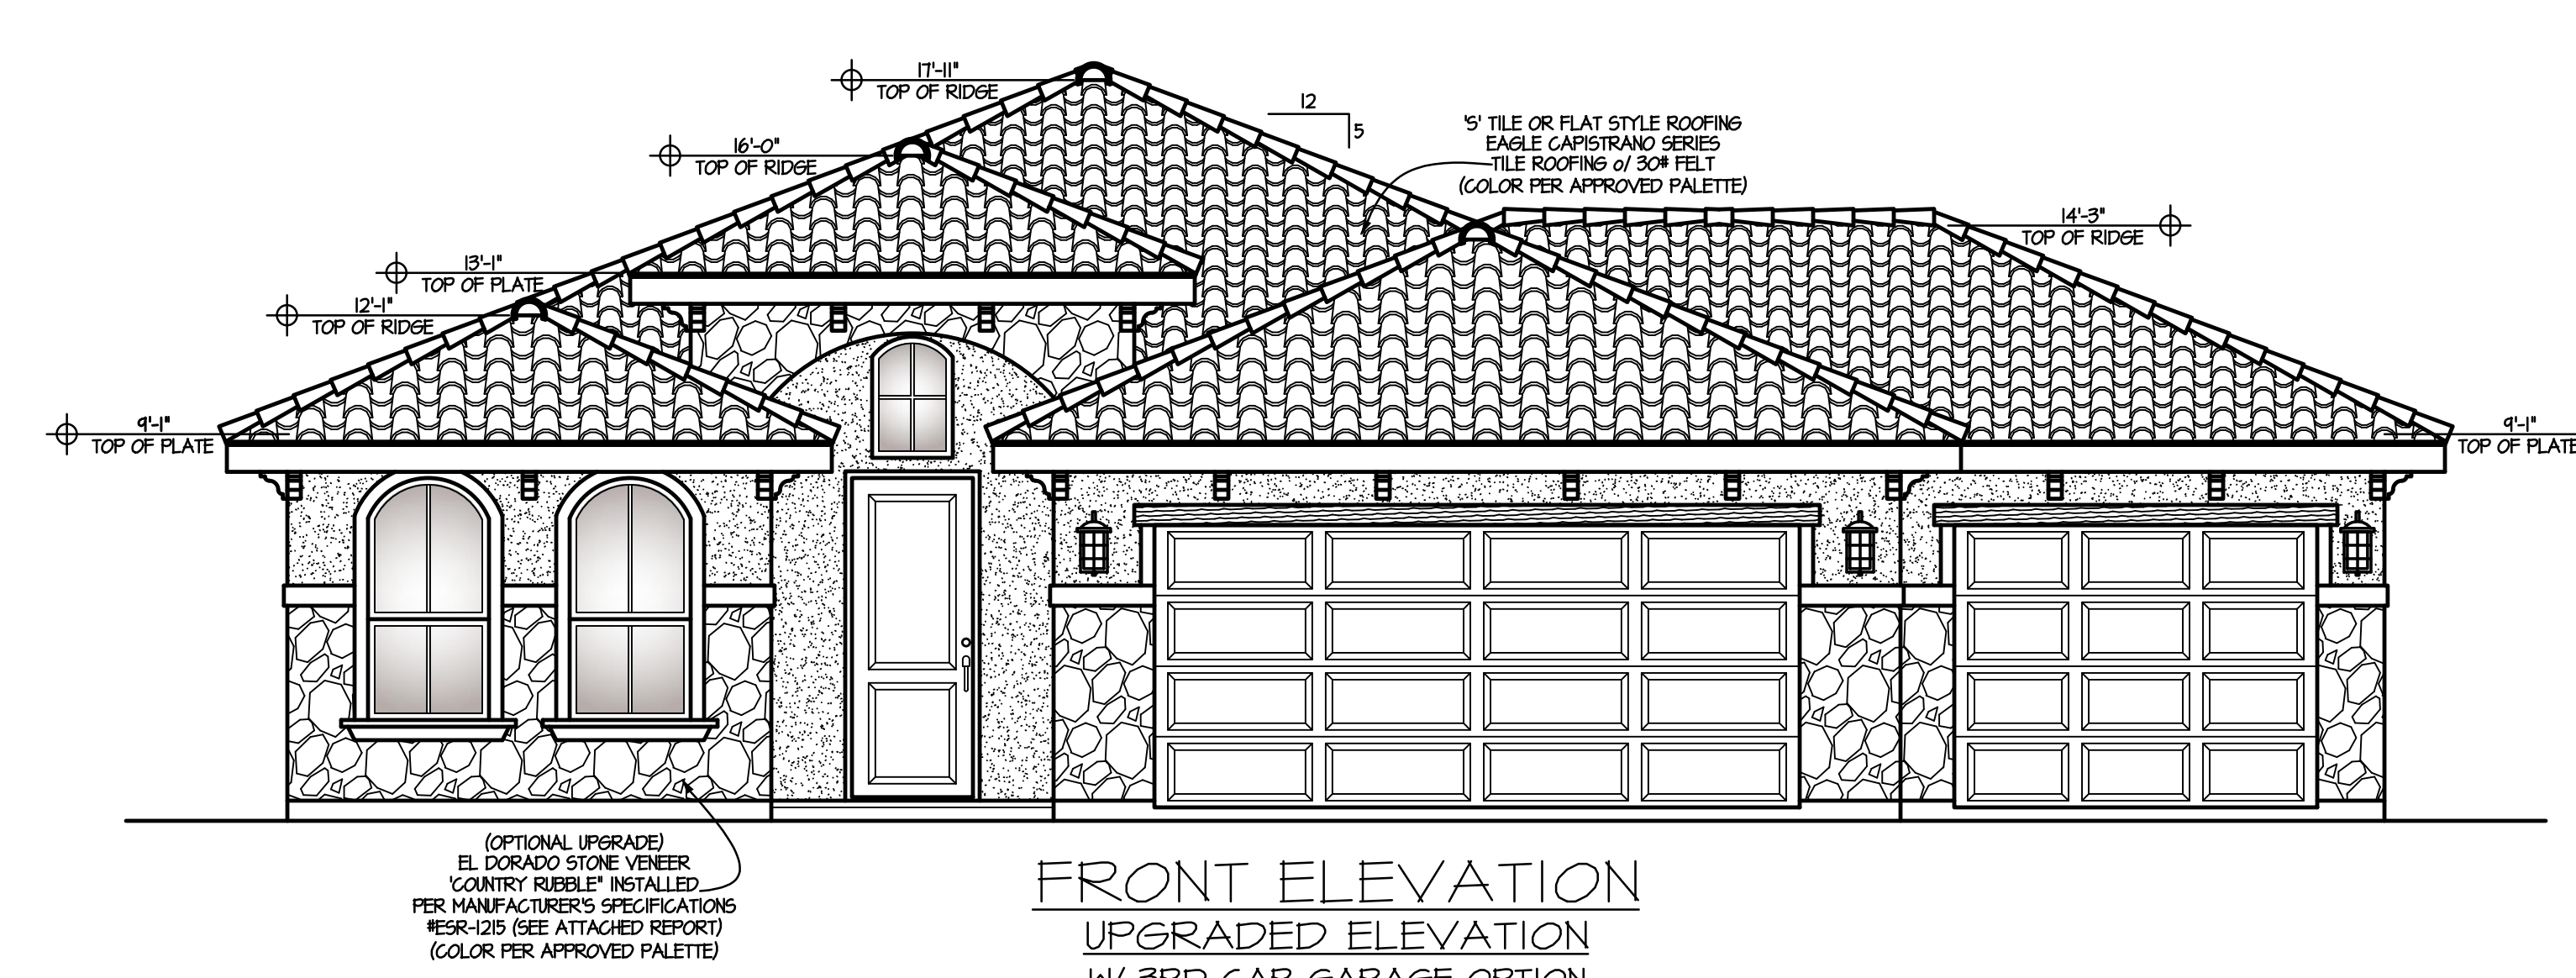 17'-11"
TOP OF RIDGE
12
5
'S' TILE OR FLAT STYLE ROOFING
EAGLE CAPISTRANO SERIES
TILE ROOFING o/ 30# FELT
(COLOR PER APPROVED PALETTE)
16'-0"
TOP OF RIDGE
14'-3"
TOP OF RIDGE
13'-1"
TOP OF PLATE
12'-1"
TOP OF RIDGE
9'-1"
TOP OF PLATE
9'-1"
TOP OF PLATE
(OPTIONAL UPGRADE)
EL DORADO STONE VENEER
'COUNTRY RUBBLE" INSTALLED
PER MANUFACTURER'S SPECIFICATIONS
#ESR-1215 (SEE ATTACHED REPORT)
(COLOR PER APPROVED PALETTE)
FRONT ELEVATION
UPGRADED ELEVATION
W/ 3RD CAR GARAGE OPTION